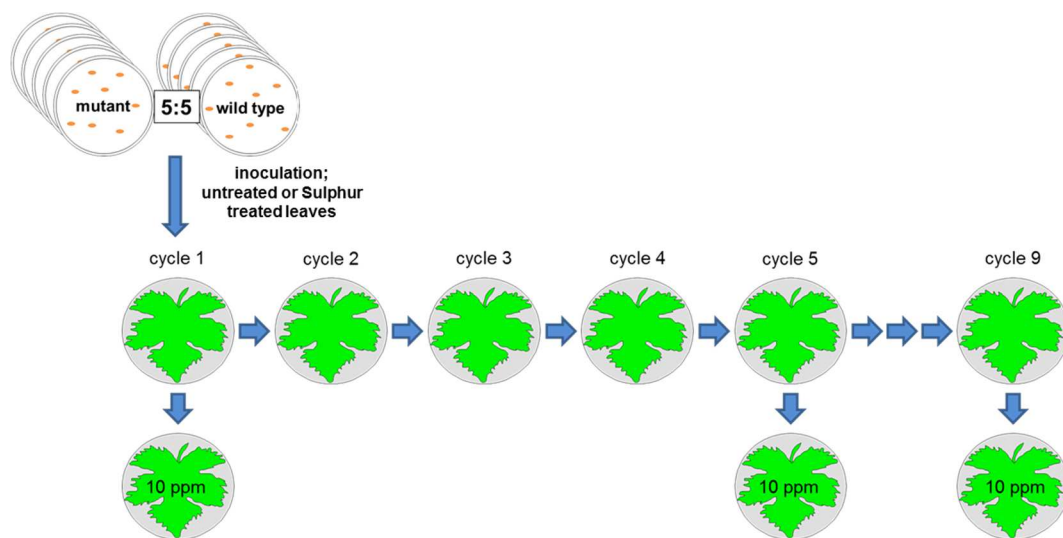 mutant
5:5
wild type
inoculation;
untreated or Sulphur
treated leaves
cycle 1
cycle 2
cycle 3
cycle 4
cycle 5
cycle 9
10 ppm
10 ppm
10 ppm